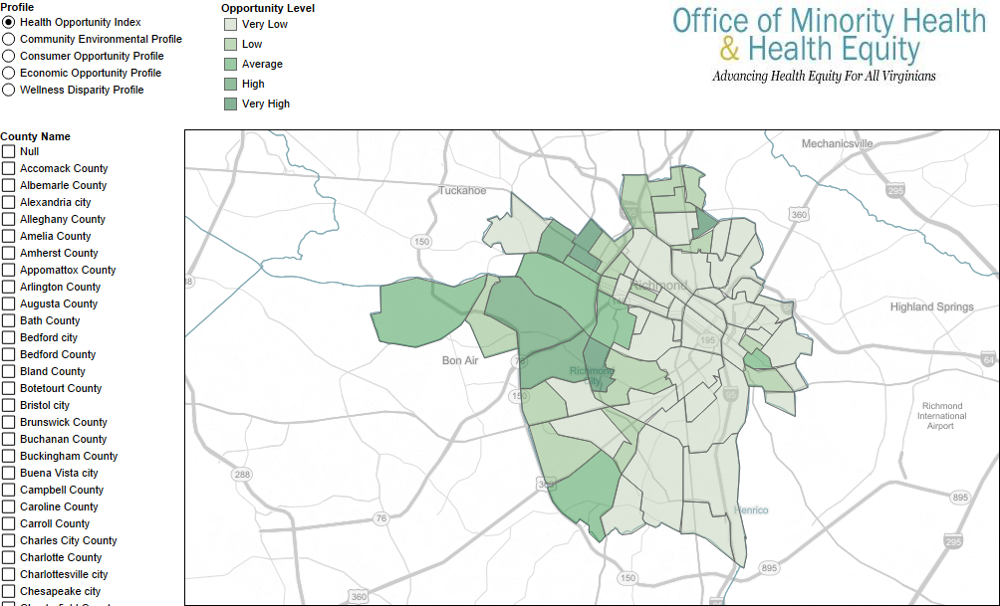 Profile
Health Opportunity Index
Community Environmental Profile
Consumer Opportunity Profile
Economic Opportunity Profile
Wellness Disparity Profile
Opportunity Level
Very Low
Low
Average
High
Very High
Office of Minority Health
& Health Equity
Advancing Health Equity For All Virginians
County Name
Null
Accomack County
Albemarle County
Alexandria city
Alleghany County
Amelia County
Amherst County
Appomattox County
Arlington County
Augusta County
Bath County
Bedford city
Bedford County
Bland County
Botetourt County
Bristol city
Brunswick County
Buchanan County
Buckingham County
Buena Vista city
Campbell County
Caroline County
Carroll County
Charles City County
Charlotte County
Charlottesville city
Chesapeake city
Mechanicsville
Tuckahoe
295
360
150
Richmond
Highland Springs
195
Bon Air
64
Richmond
City
76
150
95
Richmond
International
Airport
288
360
895
Henrico
76
295
895
150
360